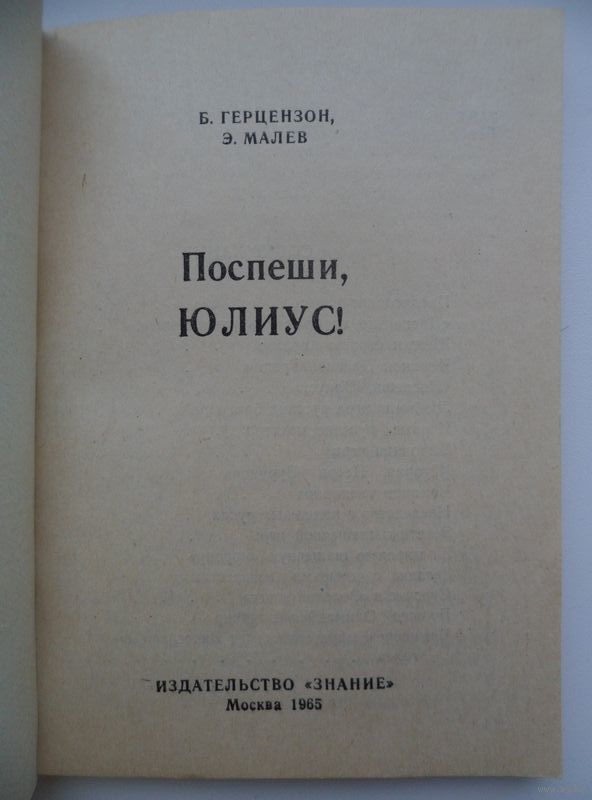 Б. ГЕРЦЕНЗОН,
Э. МАЛЕВ
Поспеши,
ЮЛИУС!
ИЗДАТЕЛЬСТВО «ЗНАНИЕ»
Москва 1965